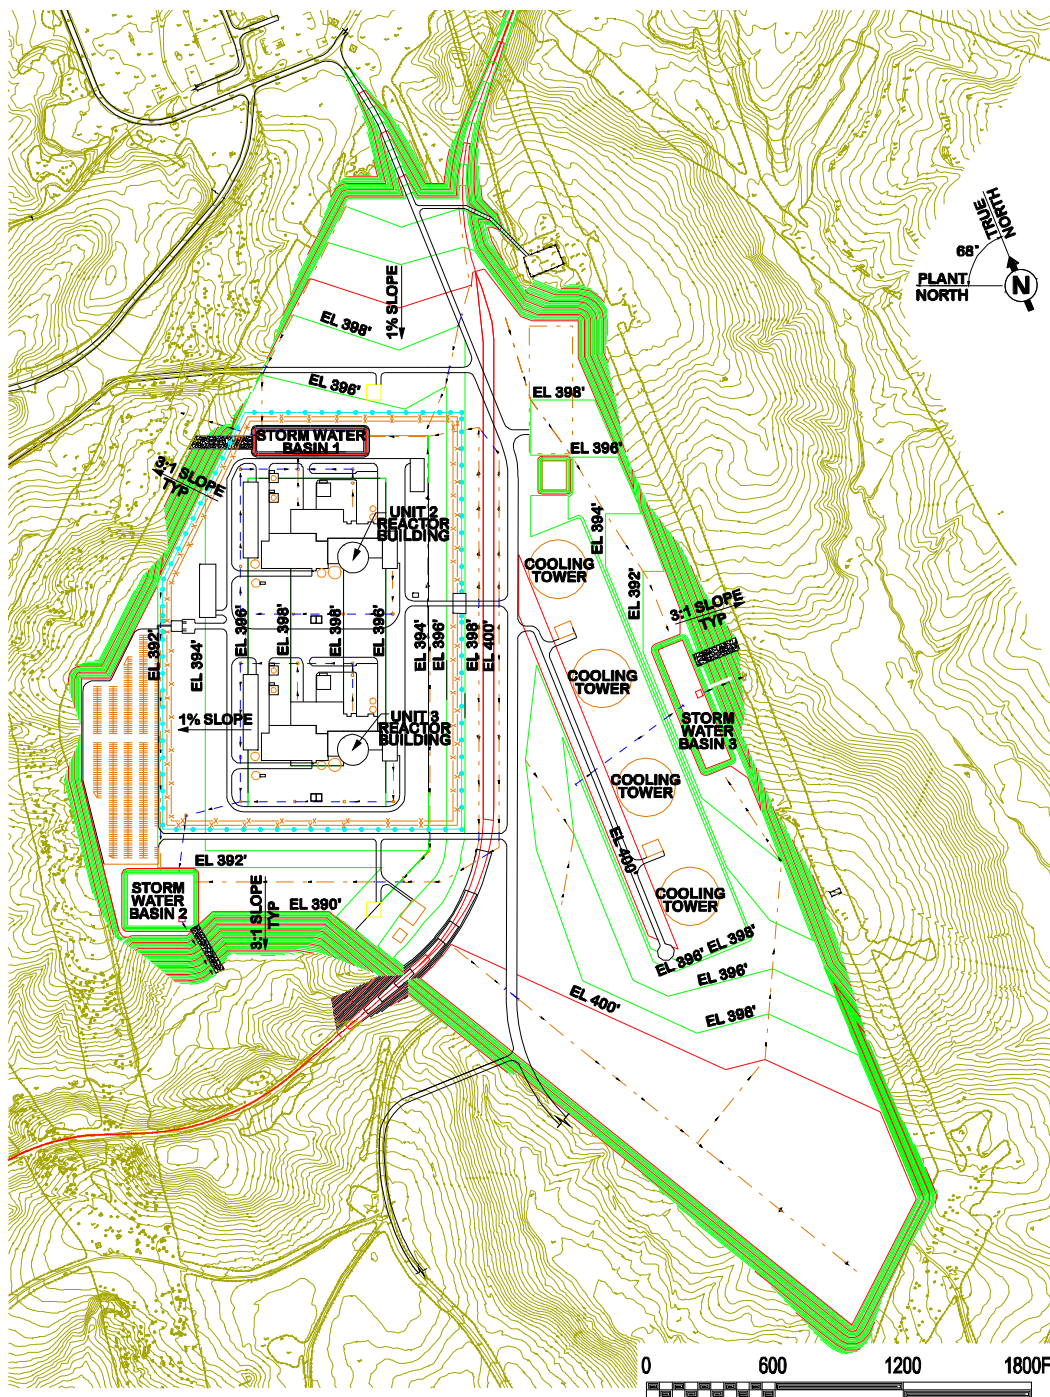 TRUE
NORTH
68°
PLANT
NORTH
N
1% SLOPE
EL 398'
EL 396'
EL 398'
STORM WATER
BASIN 1
EL 396'
3:1 SLOPE
TYP
UNIT 2
REACTOR
BUILDING
EL 394'
COOLING
TOWER
EL 392'
3:1 SLOPE
TYP
EL 392'
EL 394'
EL 396'
EL 398'
EL 398'
EL 396'
EL 394'
EL 396'
EL 398'
EL 400'
COOLING
TOWER
1% SLOPE
UNIT 3
REACTOR
BUILDING
STORM
WATER
BASIN 3
COOLING
TOWER
EL 400'
EL 392'
STORM
WATER
BASIN 2
3:1 SLOPE
TYP
EL 390'
COOLING
TOWER
EL 396'
EL 398'
EL 396'
EL 400'
EL 398'
0 600 1200 1800F